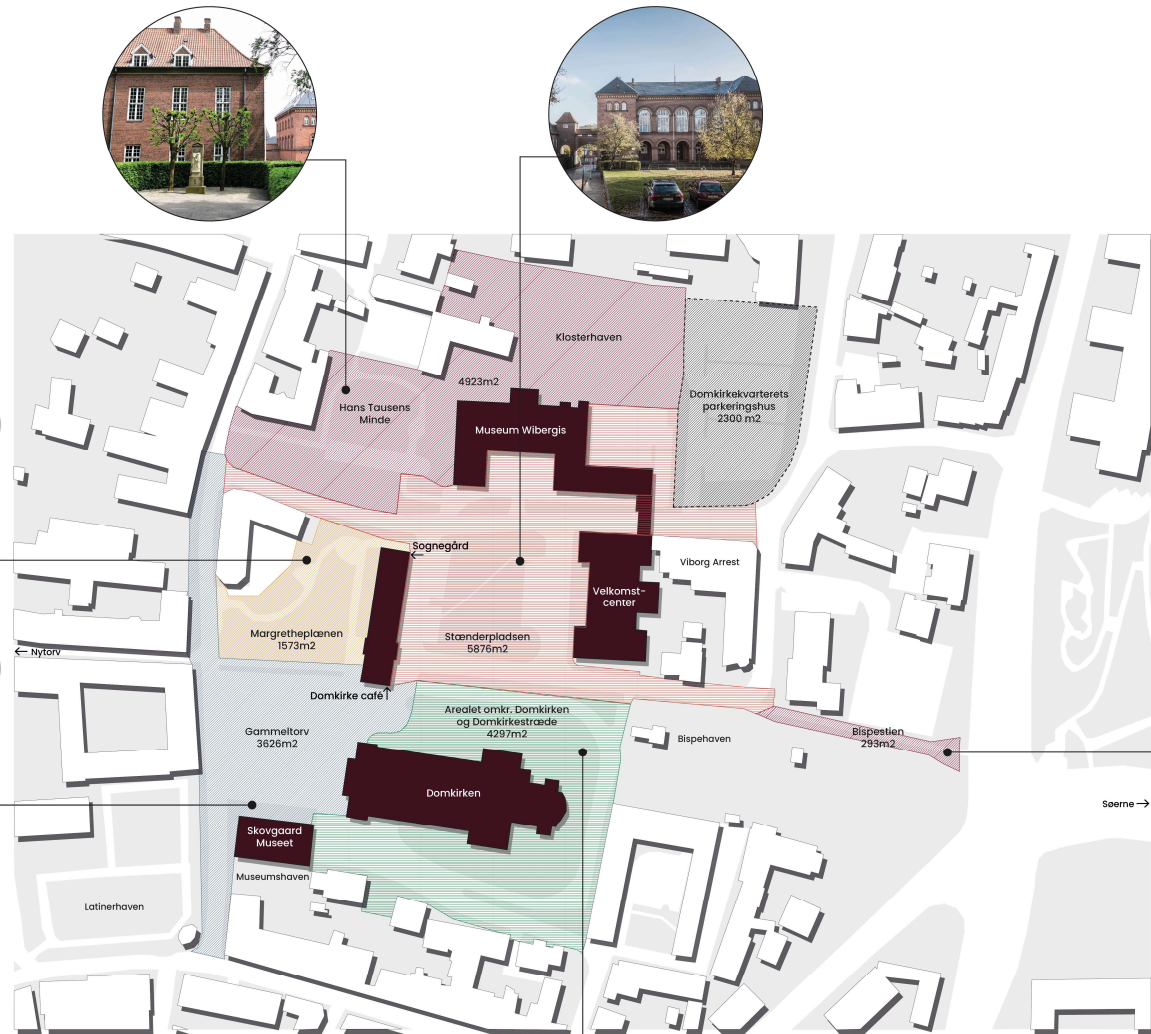 Klosterhaven
4923m2
Hans Tausens
Minde
Domkirkekvarterets
parkeringshus
2300 m2
Museum Wibergis
Sognegård
←
Viborg Arrest
Velkomst-
center
Margretheplænen
1573m2
Stænderpladsen
5876m2
← Nytorv
Domkirke café ↑
Arealet omkr. Domkirken
og Domkirkestræde
4297m2
Gammeltorv
3626m2
Bispehaven
Bispestien
293m2
Domkirken
Søerne →
Skovgaard
Museet
Museumshaven
Latinerhaven